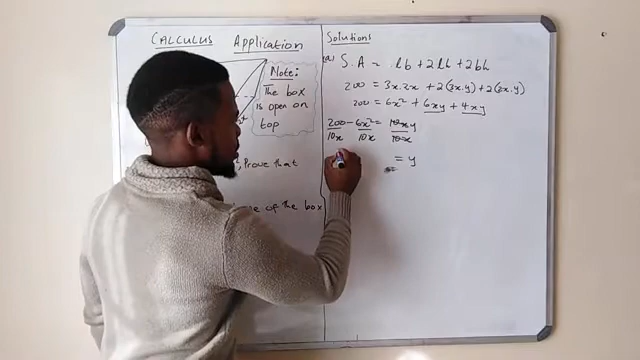 CALCULUS Application
Note:
The box
is open on
top
, Prove that
of the box
Solutions
(a) S.A = lb + 2lh + 2bh
200 = 3x.2x + 2(3x.y) + 2(2x.y)
200 = 6x² + 6xy + 4xy
200 - 6x² = 10xy
10x 10x 10x
= y